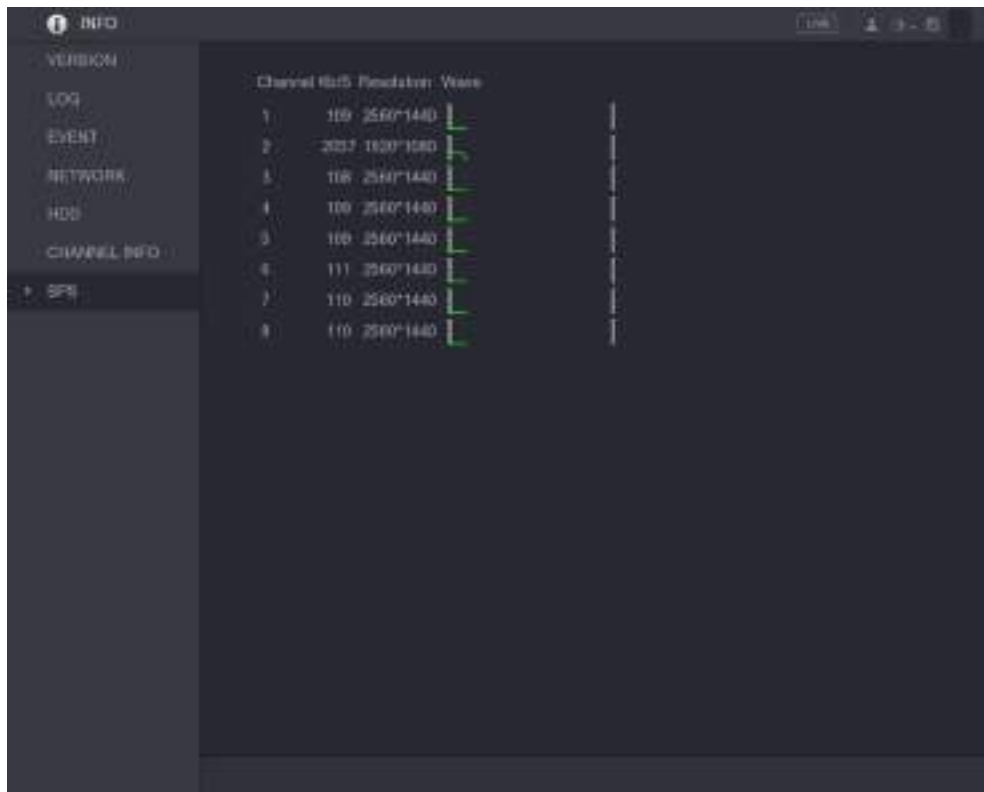 INFO
LIVE
VERSION
LOG
EVENT
NETWORK
HDD
CHANNEL INFO
BPS
Channel Kb/S Resolution Wave
1 109 2560*1440
2 2037 1920*1080
3 108 2560*1440
4 109 2560*1440
5 109 2560*1440
6 111 2560*1440
7 110 2560*1440
8 110 2560*1440